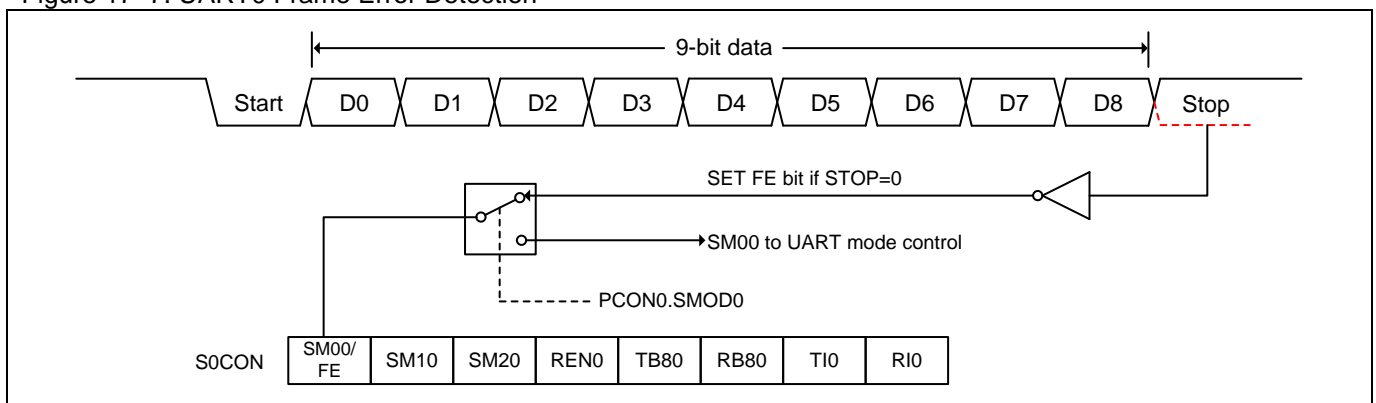 Figure 17–7. UART0 Frame Error Detection
9-bit data
Start D0 D1 D2 D3 D4 D5 D6 D7 D8 Stop
SET FE bit if STOP=0
SM00 to UART mode control
PCON0.SMOD0
S0CON SM00/ FE SM10 SM20 REN0 TB80 RB80 TI0 RI0